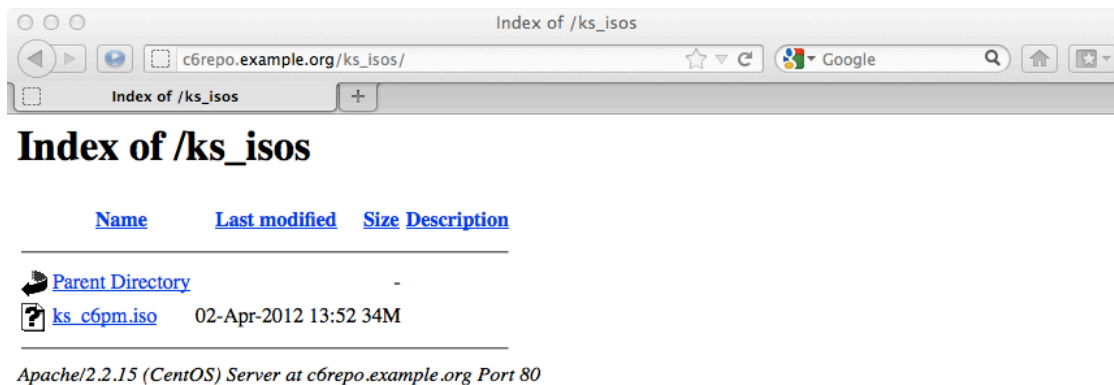 Index of /ks_isos
c6repo.example.org/ks_isos/ Google
Index of /ks_isos
Index of /ks_isos
Name Last modified Size Description
Parent Directory -
ks_c6pm.iso 02-Apr-2012 13:52 34M
Apache/2.2.15 (CentOS) Server at c6repo.example.org Port 80